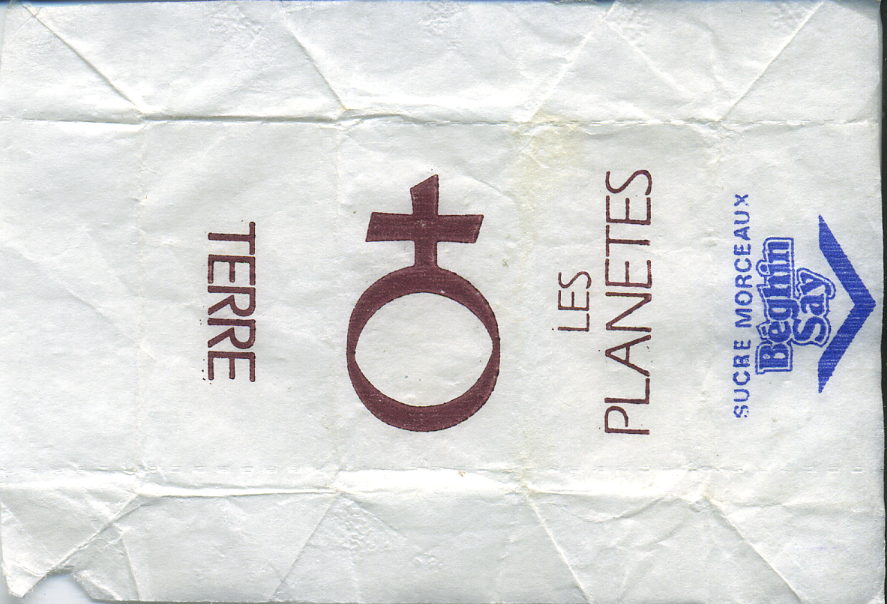 TERRE
LES
PLANETES
SUCRE MORCEAUX
Béghin
Say